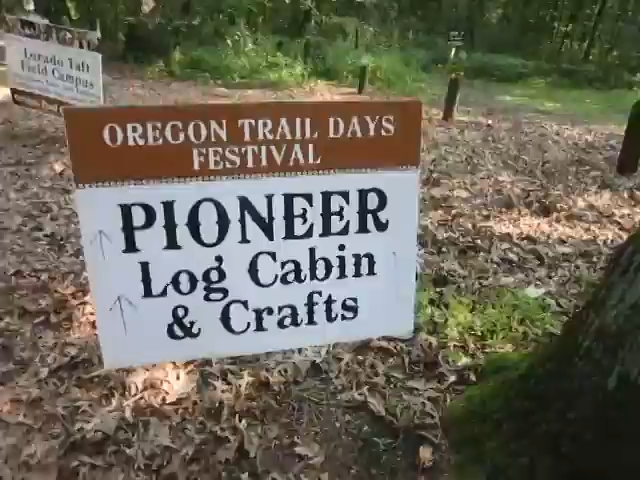 Lorado Taft
Field Campus
OREGON TRAIL DAYS
FESTIVAL
PIONEER
Log Cabin
& Crafts